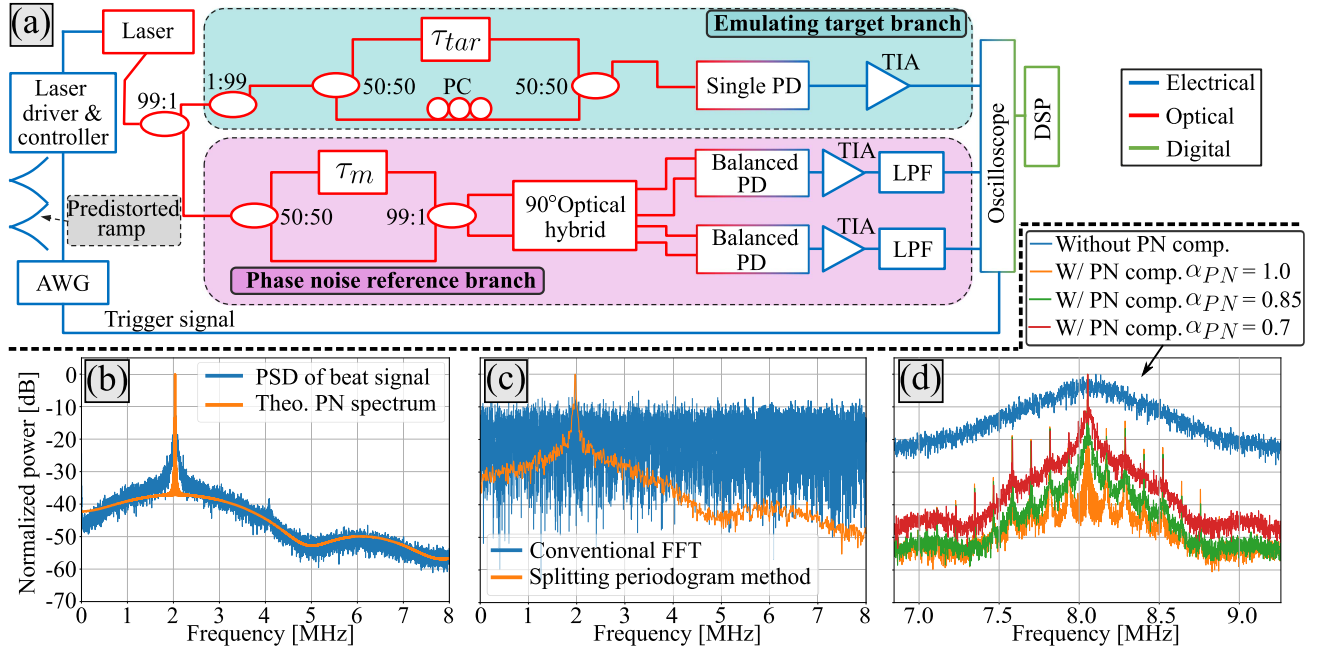 (a)
Laser
Laser
driver &
controller
99:1
1:99
Predistorted
ramp
AWG
Trigger signal
Emulating target branch
τtar
50:50
PC
50:50
Single PD
TIA
τm
50:50
99:1
90°Optical
hybrid
Balanced
PD
TIA
LPF
Balanced
PD
TIA
LPF
Phase noise reference branch
Oscilloscope
DSP
Electrical
Optical
Digital
Without PN comp.
W/ PN comp. αPN = 1.0
W/ PN comp. αPN = 0.85
W/ PN comp. αPN = 0.7
(b)
PSD of beat signal
Theo. PN spectrum
Normalized power [dB]
0
-10
-20
-30
-40
-50
-60
-70
0 1 2 3 4 5 6 7 8
Frequency [MHz]
(c)
Conventional FFT
Splitting periodogram method
0 1 2 3 4 5 6 7 8
Frequency [MHz]
(d)
7.0 7.5 8.0 8.5 9.0
Frequency [MHz]